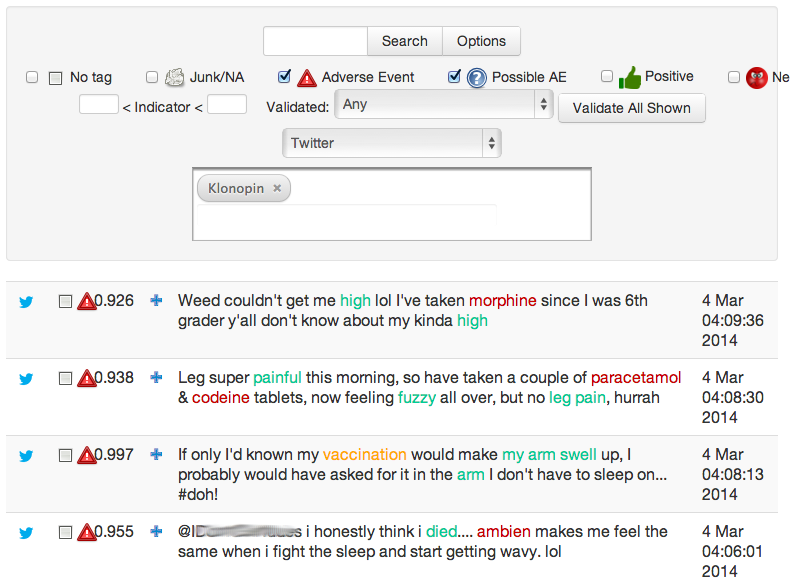 Search Options
No tag Junk/NA Adverse Event Possible AE Positive Ne
< Indicator < Validated: Any Validate All Shown
Twitter
Klonopin ×
0.926 + Weed couldn't get me high lol I've taken morphine since I was 6th 4 Mar
grader y'all don't know about my kinda high 04:09:36
2014
0.938 + Leg super painful this morning, so have taken a couple of paracetamol 4 Mar
& codeine tablets, now feeling fuzzy all over, but no leg pain, hurrah 04:08:30
2014
0.997 + If only I'd known my vaccination would make my arm swell up, I 4 Mar
probably would have asked for it in the arm I don't have to sleep on... 04:08:13
#doh! 2014
0.955 + @ i honestly think i died.... ambien makes me feel the 4 Mar
same when i fight the sleep and start getting wavy. lol 04:06:01
2014